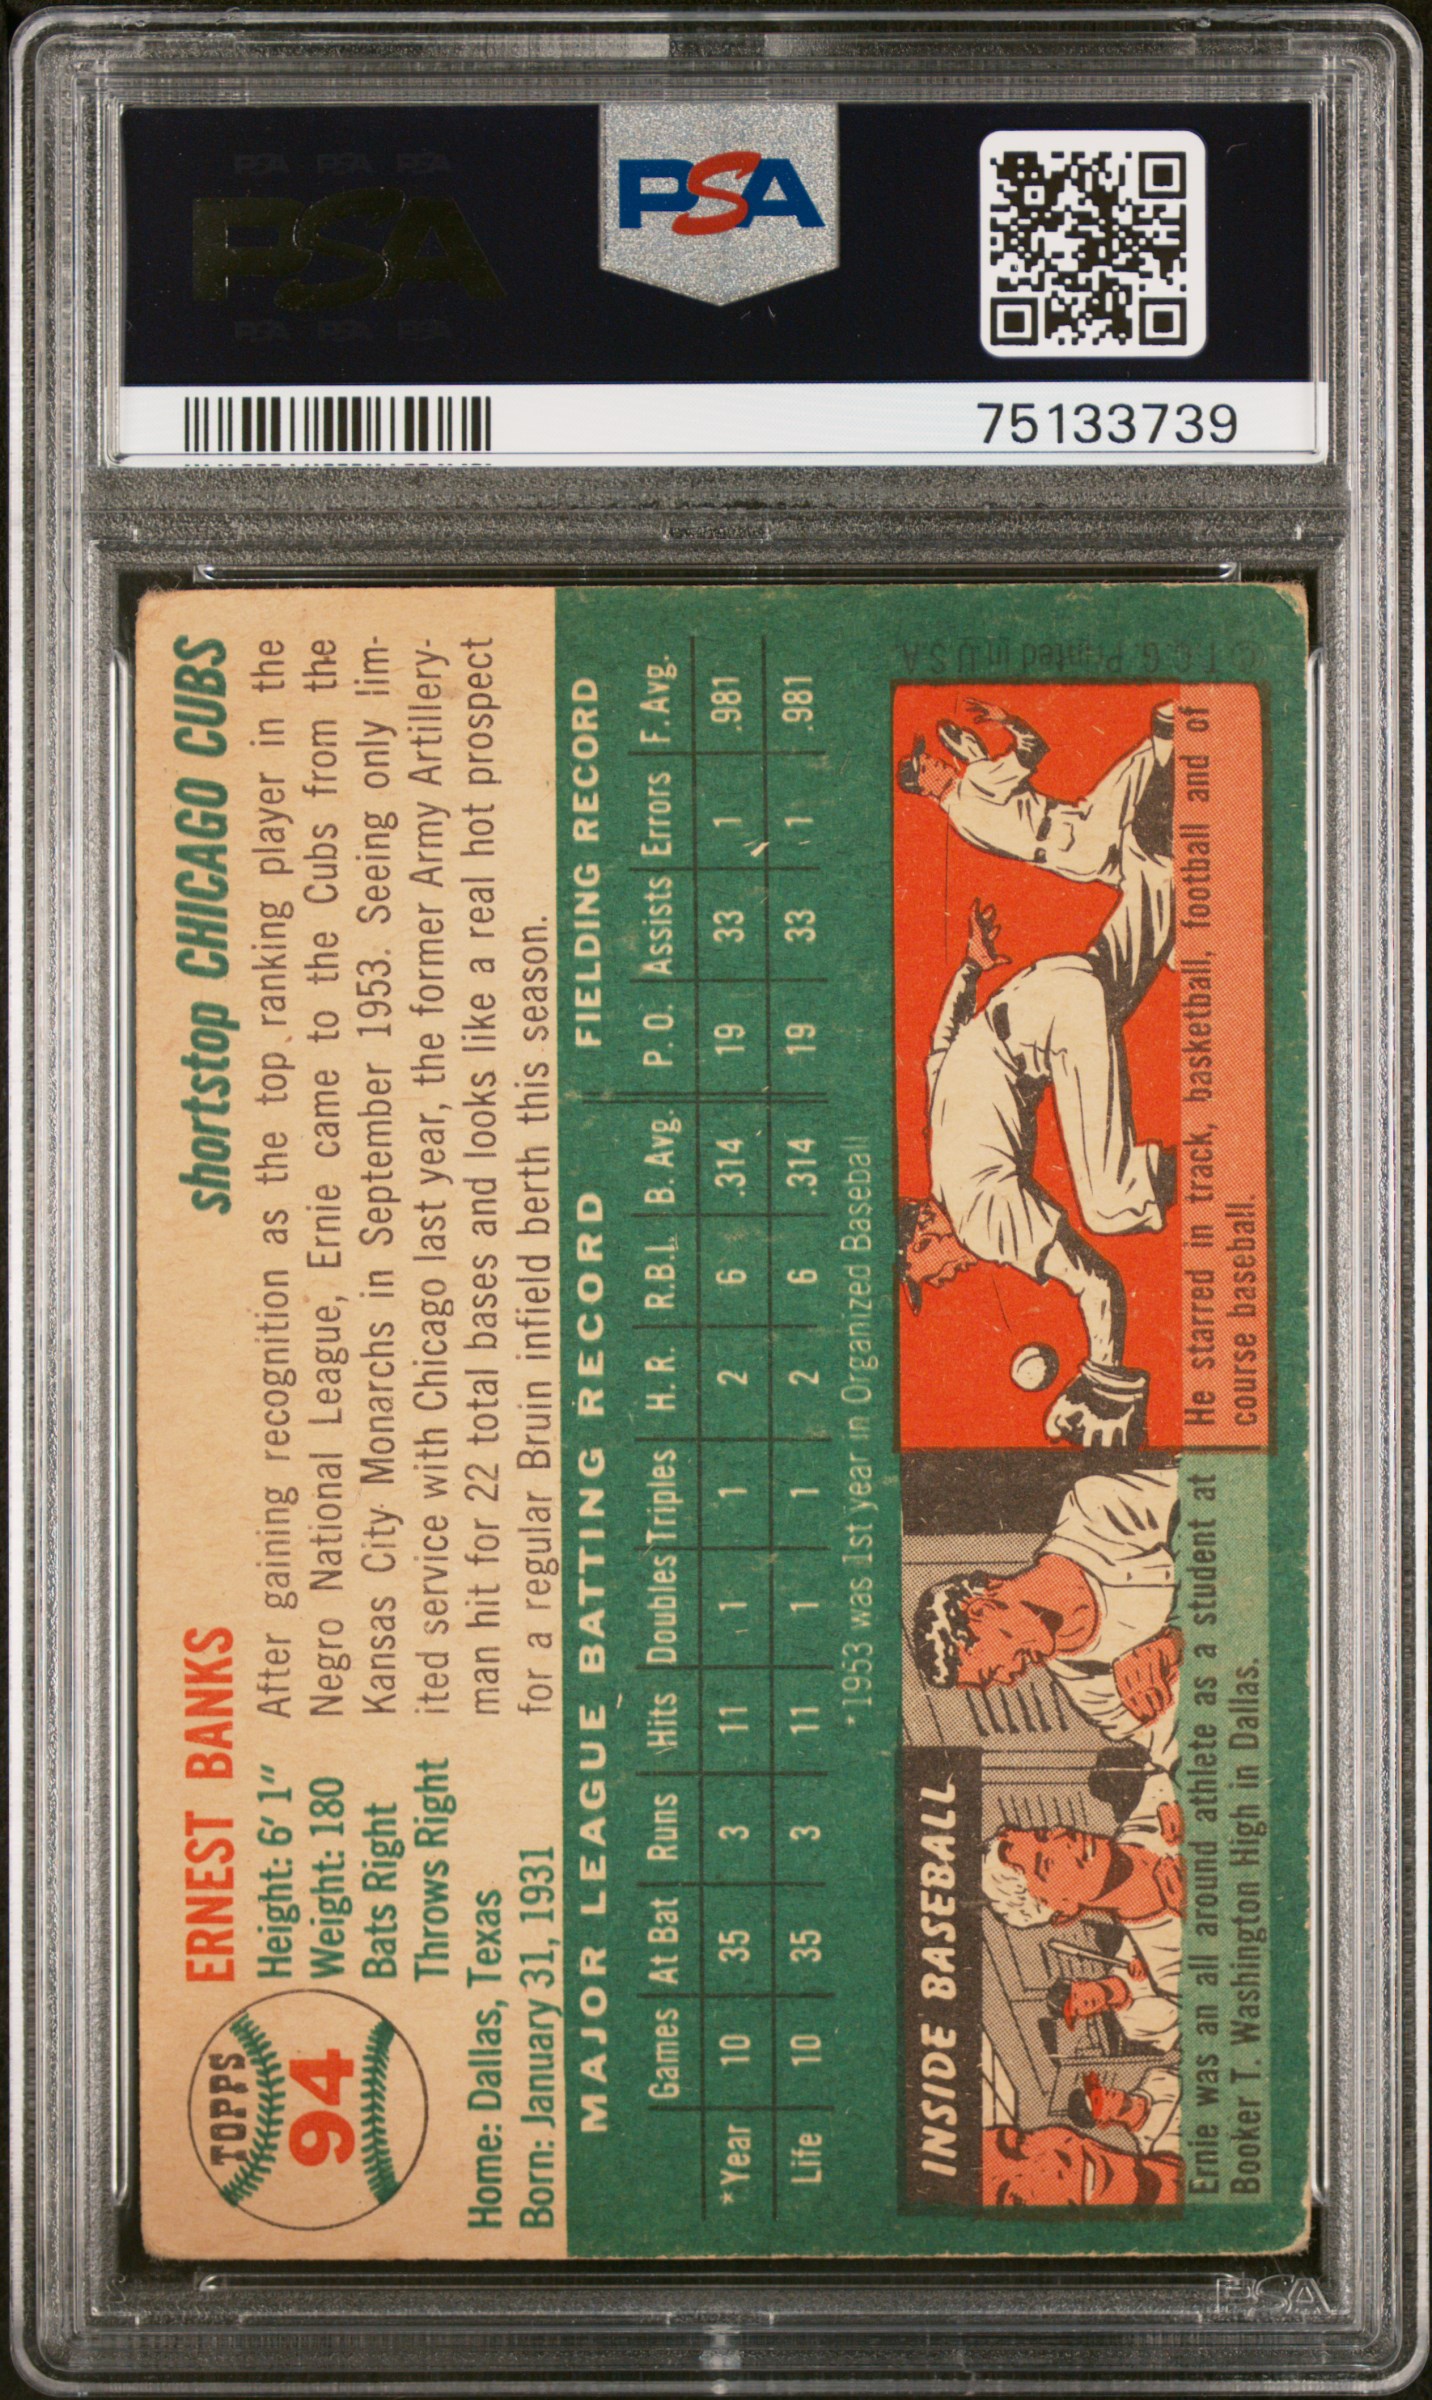 PSA PSA PSA
PSA
PSA PSA PSA
PSA
75133739
TOPPS
94
ERNEST BANKS
shortstop CHICAGO CUBS
Height: 6' 1"
Weight: 180
Bats Right
Throws Right
Home: Dallas, Texas
Born: January 31, 1931
After gaining recognition as the top ranking player in the
Negro National League, Ernie came to the Cubs from the
Kansas City Monarchs in September 1953. Seeing only lim-
ited service with Chicago last year, the former Army Artillery-
man hit for 22 total bases and looks like a real hot prospect
for a regular Bruin infield berth this season.
MAJOR LEAGUE BATTING RECORD FIELDING RECORD
Games At Bat Runs Hits Doubles Triples H. R. R.B.I. B. Avg. P. O. Assists Errors F. Avg.
*Year 10 35 3 11 1 1 2 6 .314 19 33 1 .981
Life 10 35 3 11 1 1 2 6 .314 19 33 1 .981
*1953 was 1st year in Organized Baseball
INSIDE BASEBALL
Ernie was an all around athlete as a student at
Booker T. Washington High in Dallas.
He starred in track, basketball, football and of
course baseball.
© T. C. G. Printed in U.S.A.
PSA